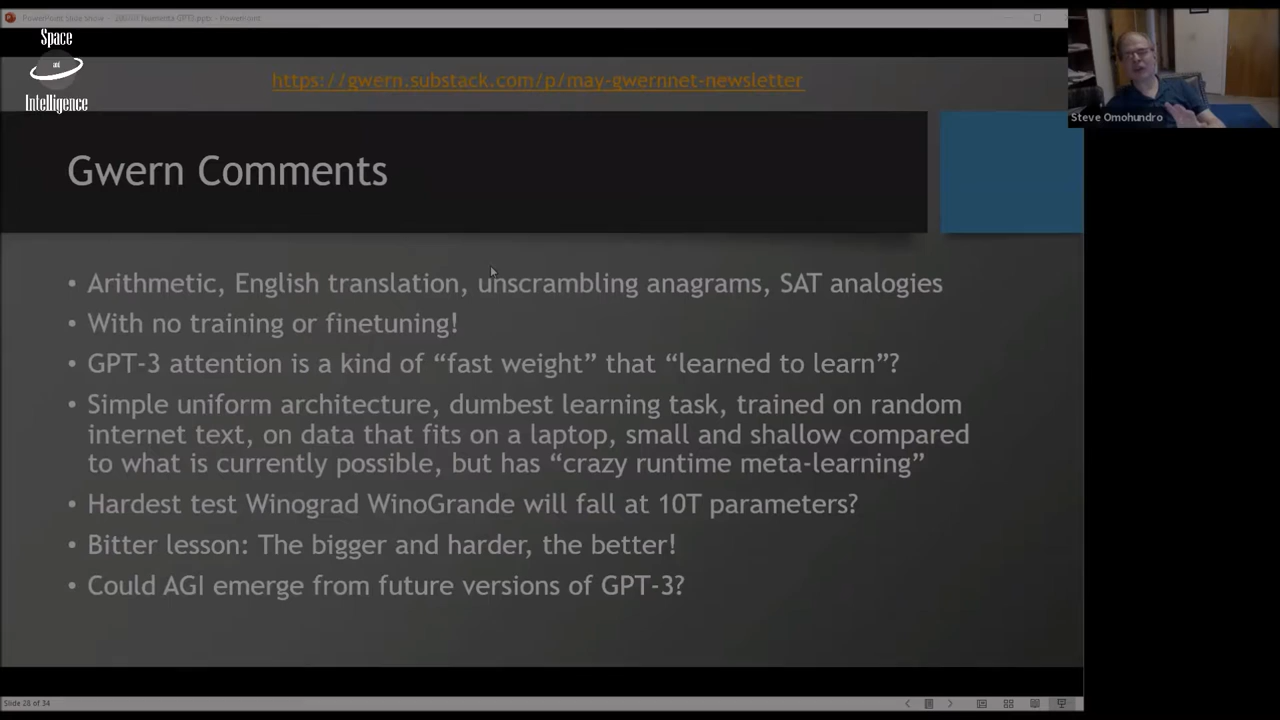 PowerPoint Slide Show - Numenta GPT3.pptx - PowerPoint
Space
and
Intelligence
https://gwern.substack.com/p/may-gwernnet-newsletter
Steve Omohundro
Gwern Comments
• Arithmetic, English translation, unscrambling anagrams, SAT analogies
• With no training or finetuning!
• GPT-3 attention is a kind of “fast weight” that “learned to learn”?
• Simple uniform architecture, dumbest learning task, trained on random
internet text, on data that fits on a laptop, small and shallow compared
to what is currently possible, but has “crazy runtime meta-learning”
• Hardest test Winograd WinoGrande will fall at 10T parameters?
• Bitter lesson: The bigger and harder, the better!
• Could AGI emerge from future versions of GPT-3?
Slide 28 of 34